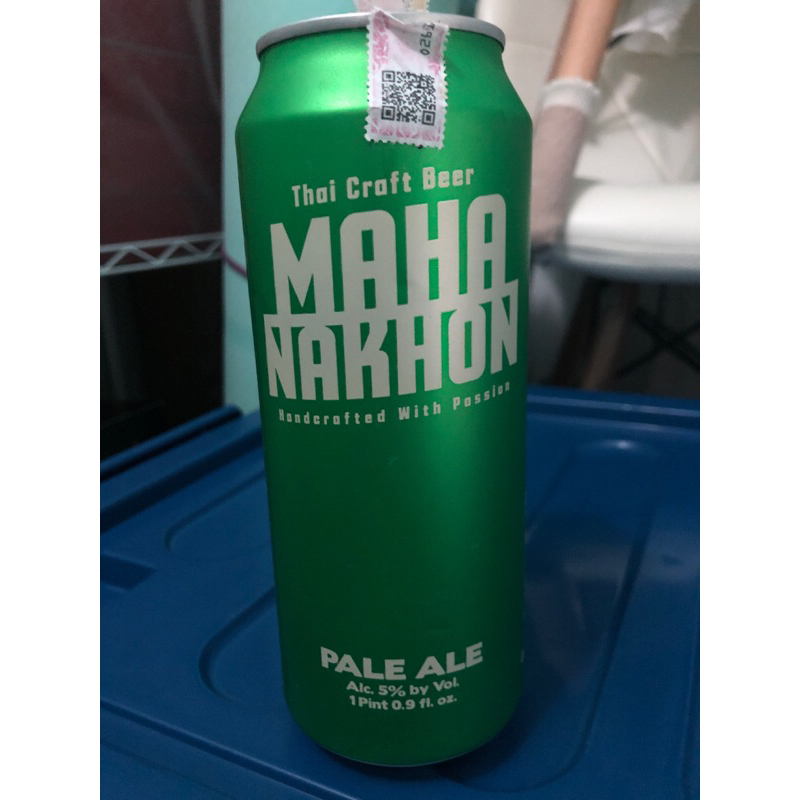 Thai Craft Beer
MAHA
NAKHON
Handcrafted With Passion
PALE ALE
Alc. 5% by Vol.
1 Pint 0.9 fl. oz.